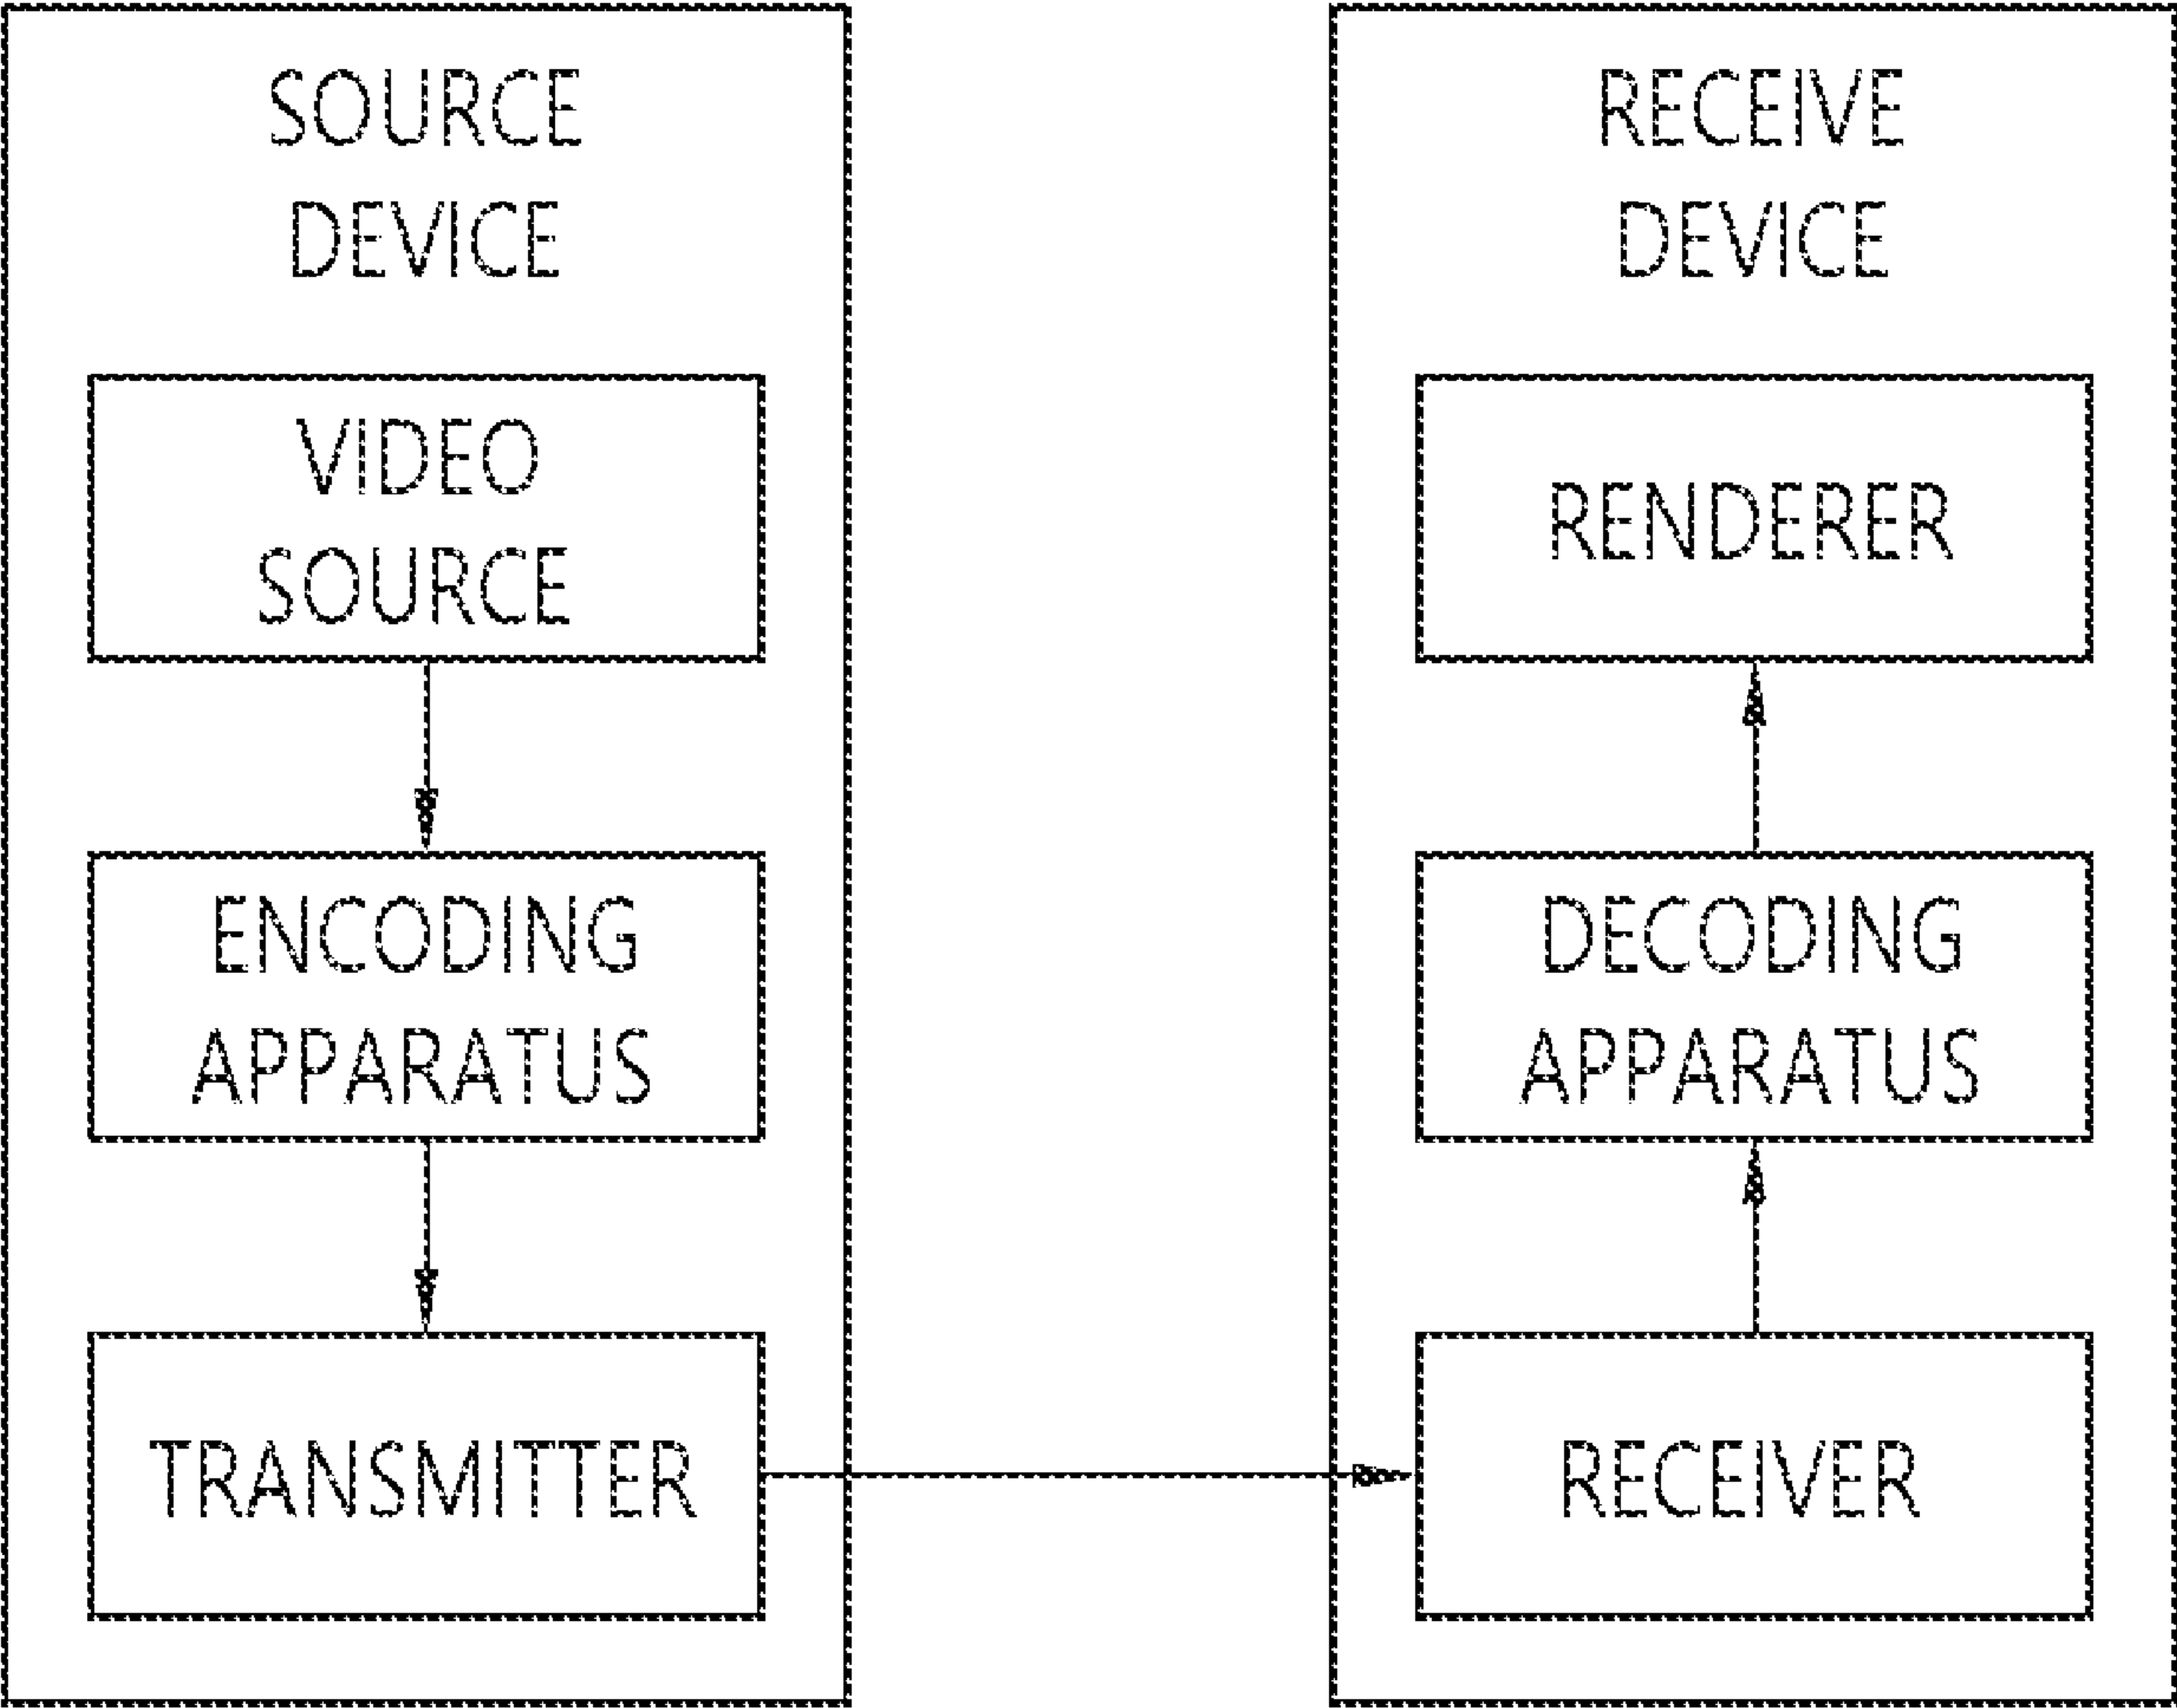 SOURCE
DEVICE
VIDEO
SOURCE
ENCODING
APPARATUS
TRANSMITTER
RECEIVE
DEVICE
RENDERER
DECODING
APPARATUS
RECEIVER